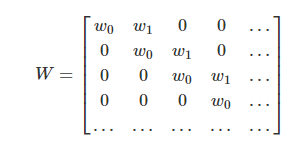 w₀ w₁ 0 0 …
0 w₀ w₁ 0 …
W = 0 0 w₀ w₁ …
0 0 0 w₀ …
… … … … …